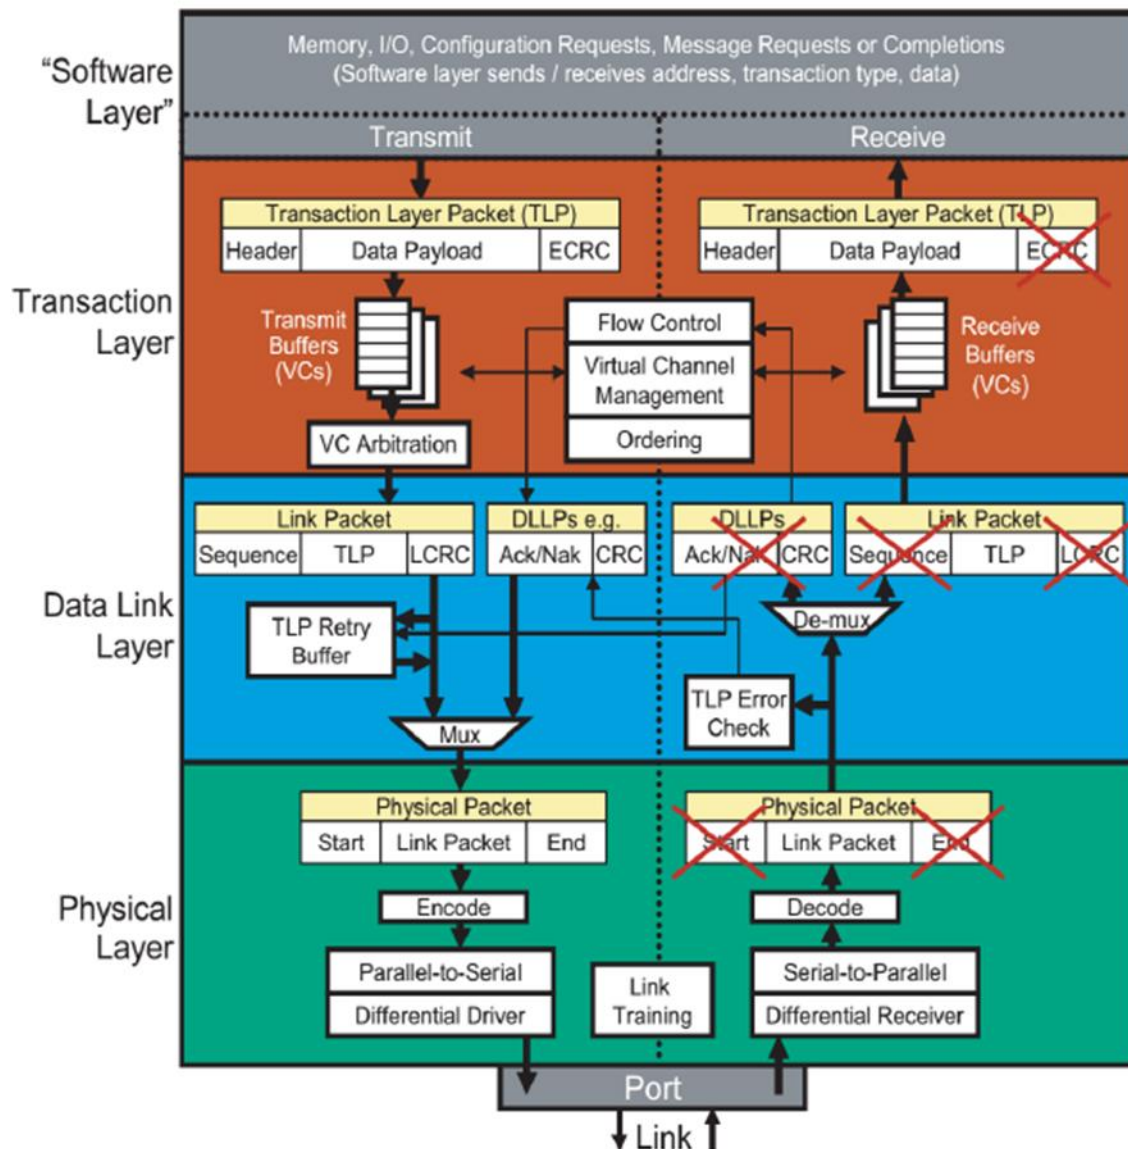 Memory, I/O, Configuration Requests, Message Requests or Completions
(Software layer sends / receives address, transaction type, data)
"Software
Layer"
Transmit
Receive
Transaction Layer Packet (TLP)
Header
Data Payload
ECRC
Transaction Layer Packet (TLP)
Header
Data Payload
ECRC
Transaction
Layer
Transmit
Buffers
(VCs)
Flow Control
Virtual Channel
Management
Ordering
Receive
Buffers
(VCs)
VC Arbitration
Link Packet
Sequence
TLP
LCRC
DLLPs e.g.
Ack/Nak
CRC
DLLPs
Ack/Nak
CRC
Link Packet
Sequence
TLP
LCRC
Data Link
Layer
TLP Retry
Buffer
De-mux
TLP Error
Check
Mux
Physical Packet
Start
Link Packet
End
Physical Packet
Start
Link Packet
End
Physical
Layer
Encode
Decode
Parallel-to-Serial
Differential Driver
Link
Training
Serial-to-Parallel
Differential Receiver
Port
Link